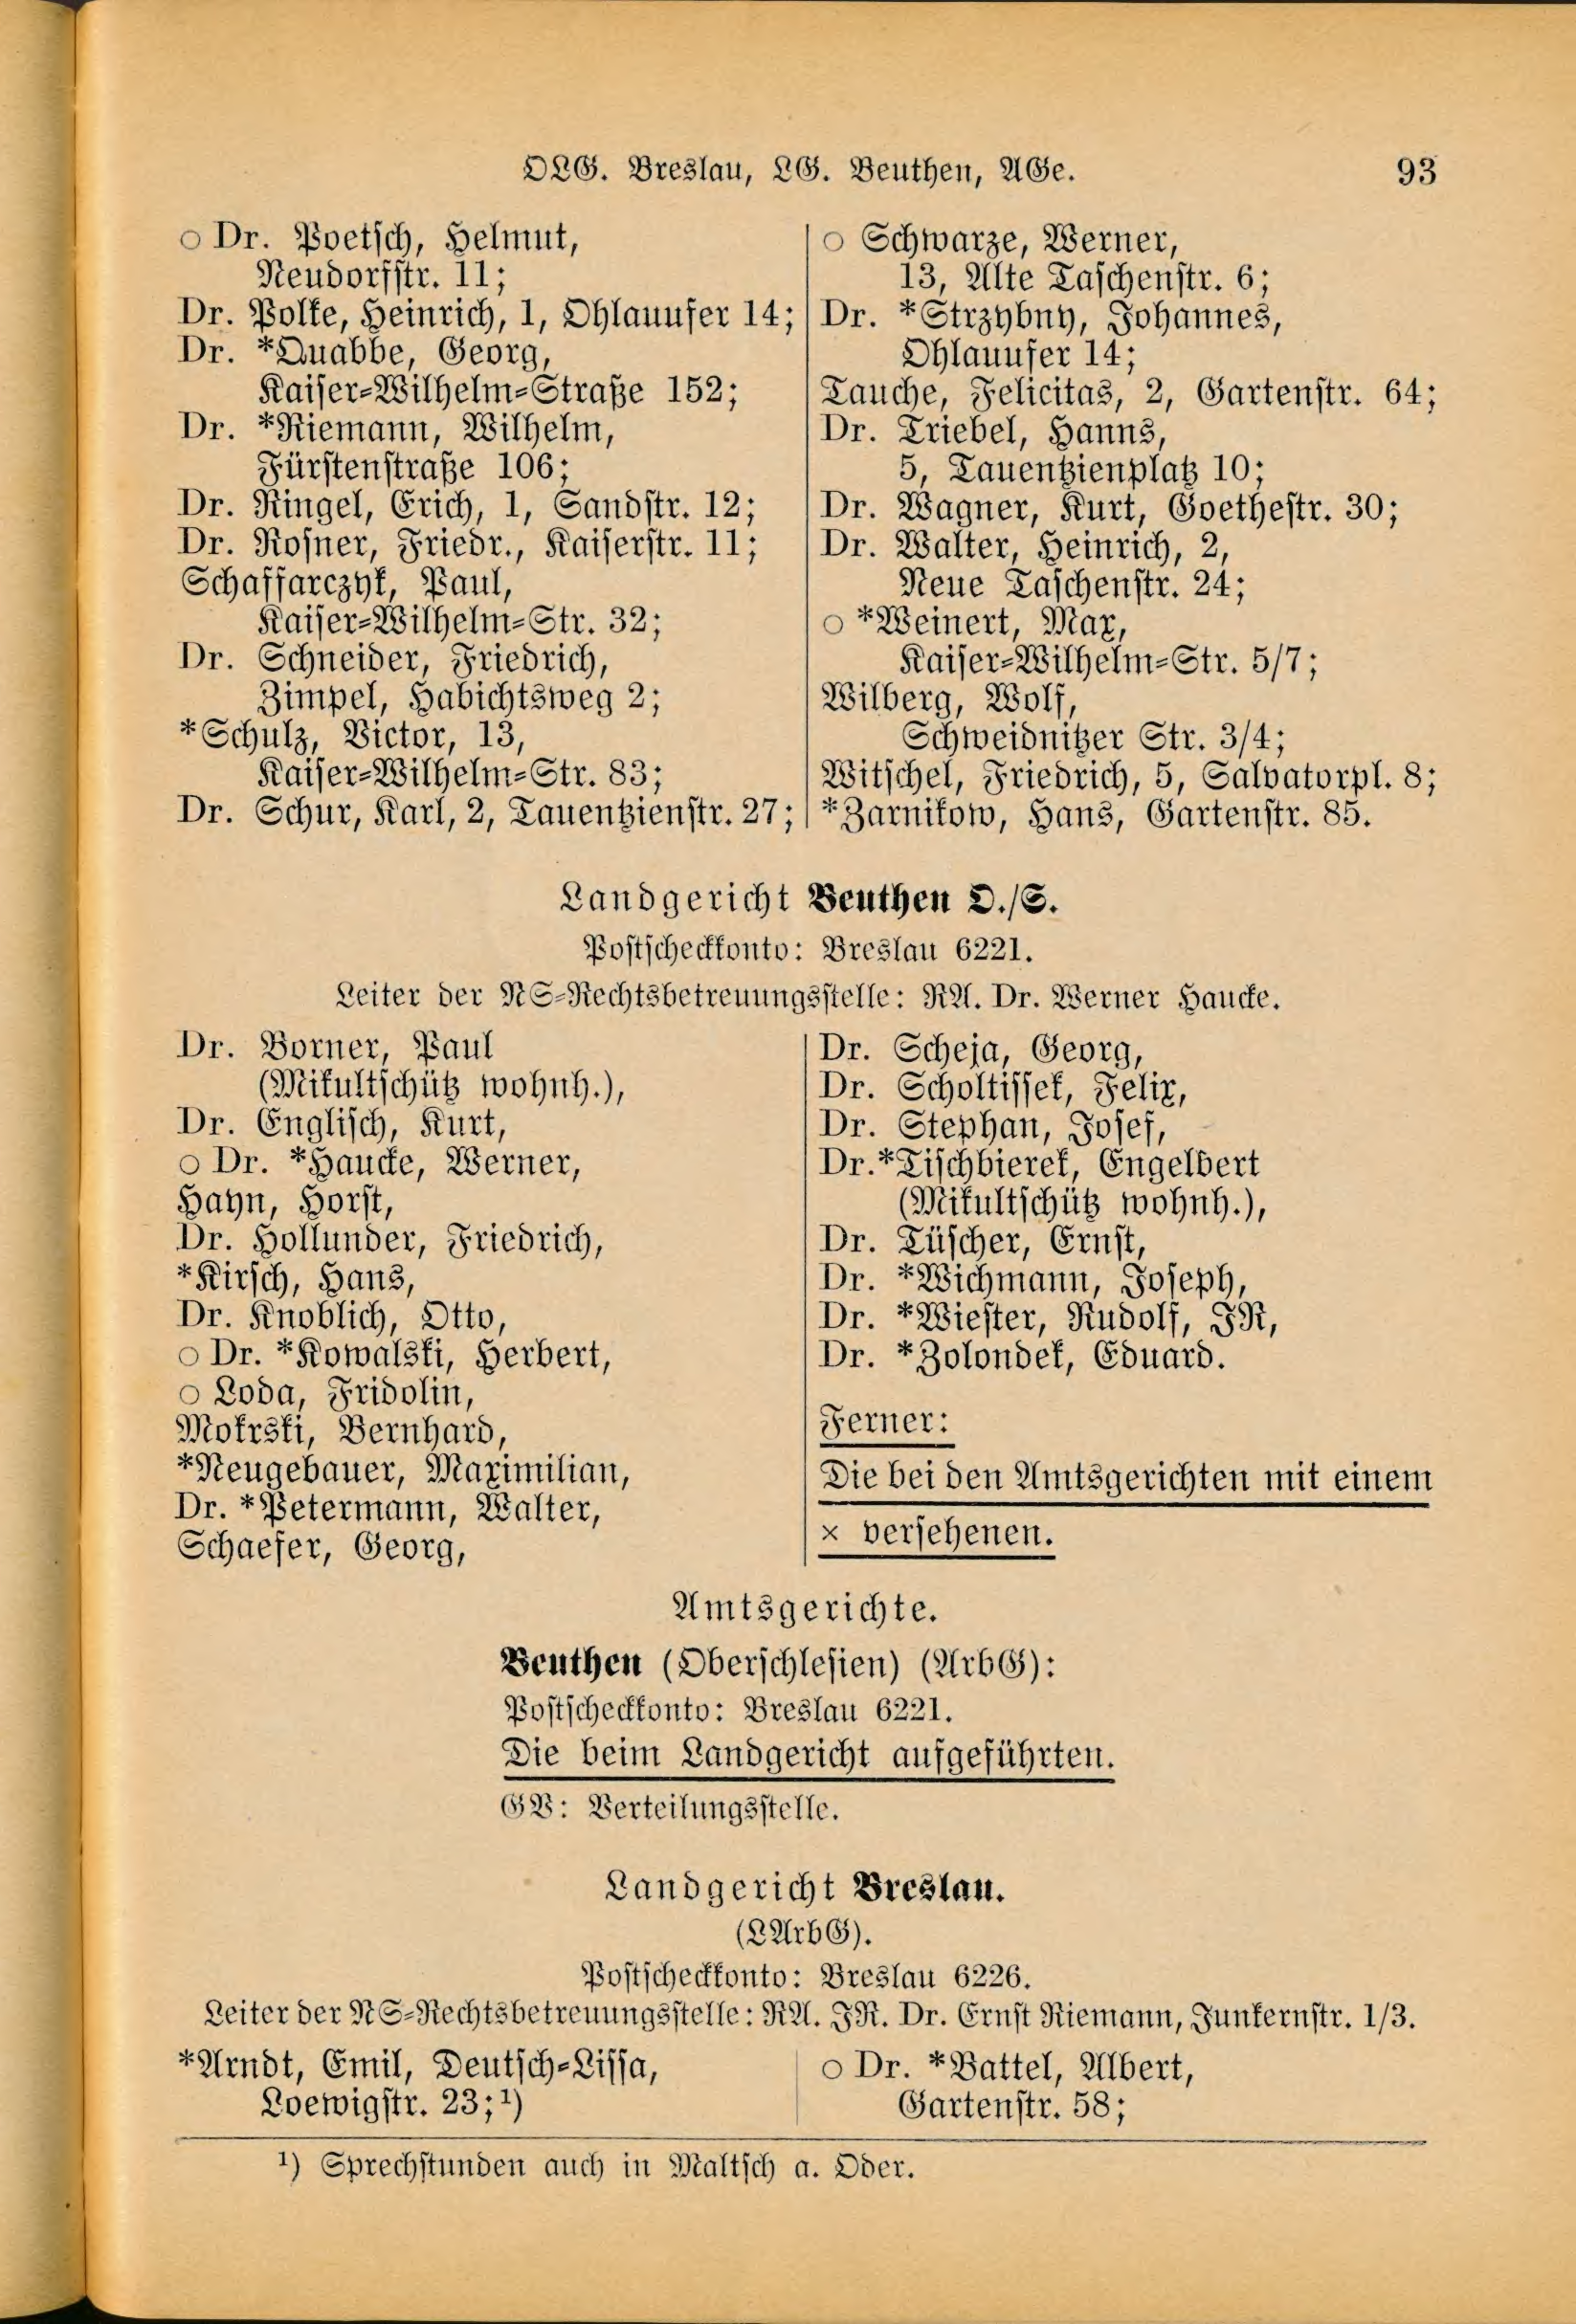 OLG. Breslau, LG. Beuthen, AGe. 93
○ Dr. Poetsch, Helmut,
Neudorfstr. 11;
Dr. Polke, Heinrich, 1, Ohlauufer 14;
Dr. *Quabbe, Georg,
Kaiser-Wilhelm-Straße 152;
Dr. *Riemann, Wilhelm,
Fürstenstraße 106;
Dr. Ringel, Erich, 1, Sandstr. 12;
Dr. Rosner, Friedr., Kaiserstr. 11;
Schaffarczyk, Paul,
Kaiser-Wilhelm-Str. 32;
Dr. Schneider, Friedrich,
Zimpel, Habichtsweg 2;
*Schulz, Victor, 13,
Kaiser-Wilhelm-Str. 83;
Dr. Schur, Karl, 2, Tauentzienstr. 27;
○ Schwarze, Werner,
13, Alte Taschenstr. 6;
Dr. *Strzybny, Johannes,
Ohlauufer 14;
Tauche, Felicitas, 2, Gartenstr. 64;
Dr. Triebel, Hanns,
5, Tauentzienplatz 10;
Dr. Wagner, Kurt, Goethestr. 30;
Dr. Walter, Heinrich, 2,
Neue Taschenstr. 24;
○ *Weinert, Max,
Kaiser-Wilhelm-Str. 5/7;
Wilberg, Wolf,
Schweidnitzer Str. 3/4;
Witschel, Friedrich, 5, Salvatorpl. 8;
*Zarnikow, Hans, Gartenstr. 85.
Landgericht Beuthen O./S.
Postscheckkonto: Breslau 6221.
Leiter der NS-Rechtsbetreuungsstelle: RA. Dr. Werner Haucke.
Dr. Borner, Paul
(Mikultschütz wohnh.),
Dr. Englisch, Kurt,
○ Dr. *Haucke, Werner,
Hayn, Horst,
Dr. Hollunder, Friedrich,
*Kirsch, Hans,
Dr. Knoblich, Otto,
○ Dr. *Kowalski, Herbert,
○ Loda, Fridolin,
Mokrski, Bernhard,
*Neugebauer, Maximilian,
Dr. *Petermann, Walter,
Schaefer, Georg,
Dr. Scheja, Georg,
Dr. Scholtissek, Felix,
Dr. Stephan, Josef,
Dr.*Tischbierek, Engelbert
(Mikultschütz wohnh.),
Dr. Tüscher, Ernst,
Dr. *Wichmann, Joseph,
Dr. *Wiester, Rudolf, JR,
Dr. *Zolondek, Eduard.
Ferner:
Die bei den Amtsgerichten mit einem
× versehenen.
Amtsgerichte.
Beuthen (Oberschlesien) (ArbG):
Postscheckkonto: Breslau 6221.
Die beim Landgericht aufgeführten.
GV: Verteilungsstelle.
Landgericht Breslau.
(LArbG).
Postscheckkonto: Breslau 6226.
Leiter der NS-Rechtsbetreuungsstelle: RA. JR. Dr. Ernst Riemann, Junkernstr. 1/3.
*Arndt, Emil, Deutsch-Lissa,
Loewigstr. 23;¹)
○ Dr. *Battel, Albert,
Gartenstr. 58;
¹) Sprechstunden auch in Maltsch a. Oder.